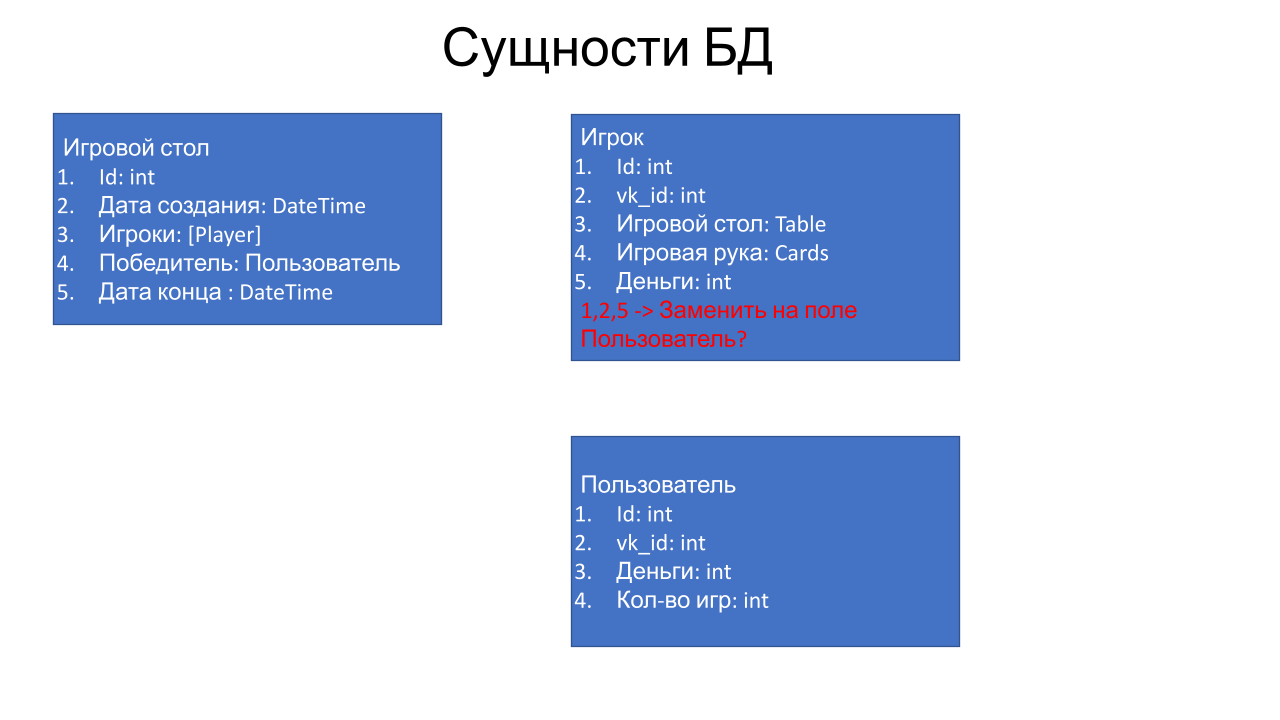 Сущности БД
Игровой стол
1. Id: int
2. Дата создания: DateTime
3. Игроки: [Player]
4. Победитель: Пользователь
5. Дата конца : DateTime
Игрок
1. Id: int
2. vk_id: int
3. Игровой стол: Table
4. Игровая рука: Cards
5. Деньги: int
1,2,5 -> Заменить на поле
Пользователь?
Пользователь
1. Id: int
2. vk_id: int
3. Деньги: int
4. Кол-во игр: int